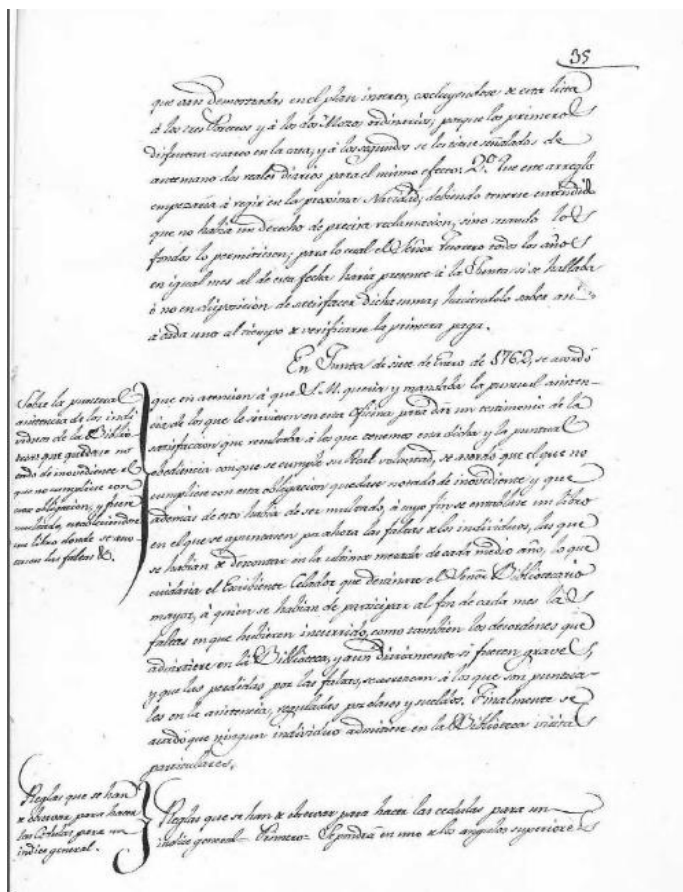 35
que aqui demostradas en el plan inserto, excluyendose de esta lista
á los tres Porteros y á los dos Mozos ordinarios; porque los primeros
disfrutan cuarto en la casa, y á los segundos se les tiene señalados de
antemano dos reales diarios para el mismo efecto. 2º Que este arreglo
empezaria á regir en la proxima Navidad, debiendo tenerse entendido
que no habia un derecho de precisa reclamacion, sino cuando los
fondos lo permitiesen; para lo cual el Señor Tesorero todos los años
en igual mes al de esta fecha haria presente á la Junta si se hallaba
ó no en disposicion de satisfacer dicha suma, haciendolo saber asi
á cada uno al tiempo de verificarse la primera paga.
En Junta de siete de Enero de 1762, se acordó
que en atencion á que S. M. queria y mandaba la puntual asisten-
cia de los que le sirviesen en esta Oficina para dar un testimonio de la
satisfaccion que resultaba á los que tenemos esta dicha y la puntual
obediencia con que se cumple su Real voluntad, se acordó que el que no
cumpliese con esta obligacion quedase notado de inobediente y que
ademas de esto habia de ser multado, á cuyo fin se entablase un libro
en el que se apuntasen por ahora las faltas de los individuos, las que
se habian de descontar en la ultima mesada de cada medio año, lo que
cuidaria el Escribiente Celador que destinare el Señor Bibliotecario
mayor, á quien se habian de participar al fin de cada mes las
faltas en que hubieren incurrido, como tambien los desordenes que
advirtiere en la Biblioteca, y aun diariamente si fueren graves,
y que las perdidas por las faltas, se acrecieran á los que son puntua-
les en la asistencia, reguladas por clases y sueldos. Finalmente se
acordó que ningun individuo admitiere en la Biblioteca visitas
particulares.
Sobre la puntual
asistencia de los indi-
viduos de la Biblio-
teca; que quedase no-
tado de inobediente el
que no cumpliese con
esta obligacion, y fuese
multado, estableciendose
un libro donde se ano-
tasen las faltas &.
Reglas que se han
de observar para hacer
las Cedulas para un
indice general.
Reglas que se han de observar para hacer las cedulas para un
indice general = Primero = Se pondrá en uno de los angulos superiores